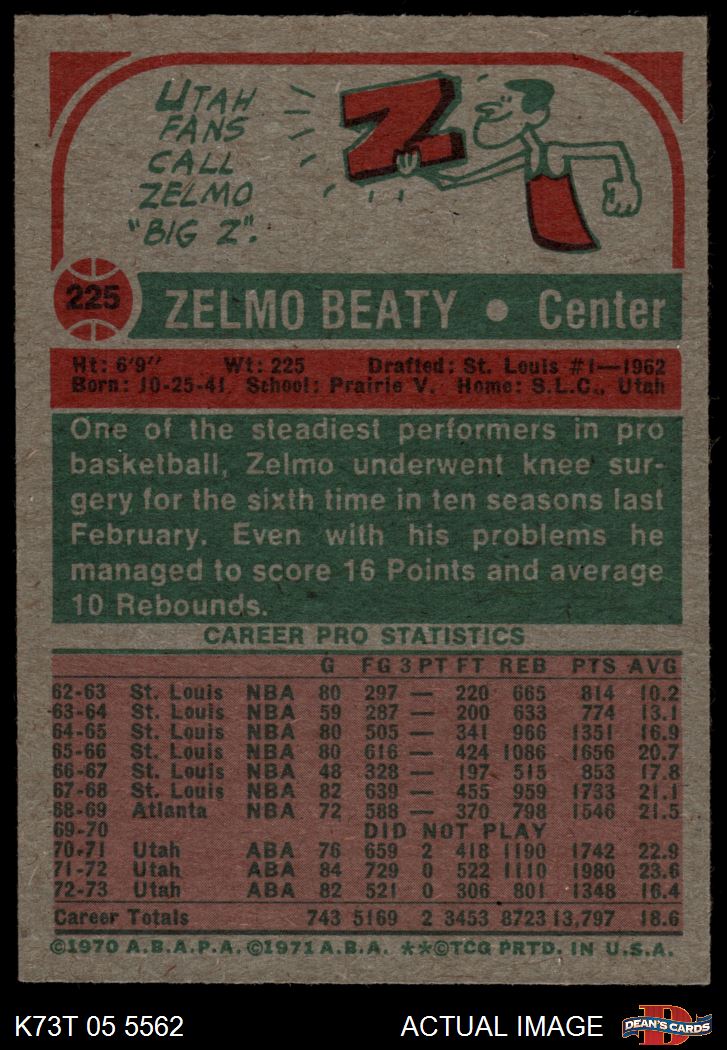 UTAH
FANS
CALL
ZELMO
"BIG Z".
Z
225 ZELMO BEATY • Center
Ht: 6'9" Wt: 225 Drafted: St. Louis #1—1962
Born: 10-25-41 School: Prairie V. Home: S.L.C., Utah
One of the steadiest performers in pro
basketball, Zelmo underwent knee sur-
gery for the sixth time in ten seasons last
February. Even with his problems he
managed to score 16 Points and average
10 Rebounds.
CAREER PRO STATISTICS
G FG 3 PT FT REB PTS AVG
62-63 St. Louis NBA 80 297 — 220 665 814 10.2
63-64 St. Louis NBA 59 287 — 200 633 774 13.1
64-65 St. Louis NBA 80 505 — 341 966 1351 16.9
65-66 St. Louis NBA 80 616 — 424 1086 1656 20.7
66-67 St. Louis NBA 48 328 — 197 515 853 17.8
67-68 St. Louis NBA 82 639 — 455 959 1733 21.1
68-69 Atlanta NBA 72 588 — 370 798 1546 21.5
69-70 DID NOT PLAY
70-71 Utah ABA 76 659 2 418 1190 1742 22.9
71-72 Utah ABA 84 729 0 522 1110 1980 23.6
72-73 Utah ABA 82 521 0 306 801 1348 16.4
Career Totals 743 5169 2 3453 8723 13,797 18.6
©1970 A.B.A.P.A. ©1971 A.B.A. **©TCG PRTD. IN U.S.A.
K73T 05 5562 ACTUAL IMAGE D DEAN'S CARDS